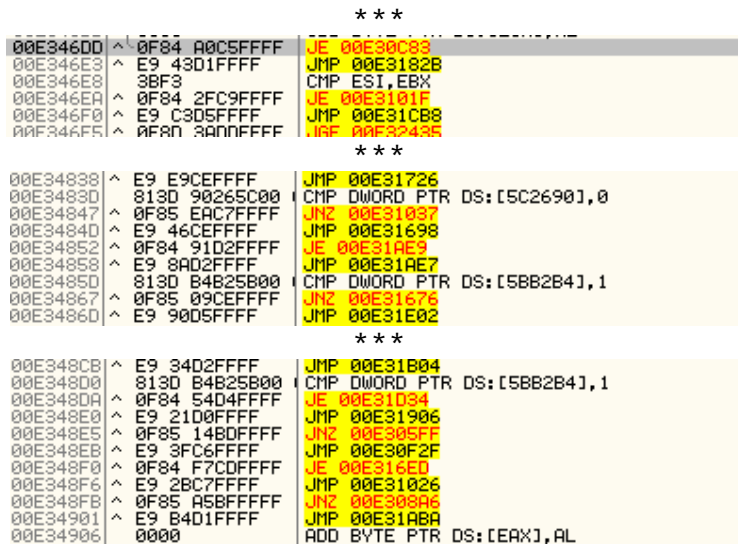 * * *
00E346DD ^ 0F84 A0C5FFFF JE 00E30C83
00E346E3 ^ E9 43D1FFFF JMP 00E3182B
00E346E8 3BF3 CMP ESI,EBX
00E346EA ^ 0F84 2FC9FFFF JE 00E3101F
00E346F0 ^ E9 C3D5FFFF JMP 00E31CB8
00E346F5 ^ 0F8D 3ADDFFFF JGE 00E32435
* * *
00E34838 ^ E9 E9CEFFFF JMP 00E31726
00E3483D 813D 90265C00 CMP DWORD PTR DS:[5C2690],0
00E34847 ^ 0F85 EAC7FFFF JNZ 00E31037
00E3484D ^ E9 46CEFFFF JMP 00E31698
00E34852 ^ 0F84 91D2FFFF JE 00E31AE9
00E34858 ^ E9 8AD2FFFF JMP 00E31AE7
00E3485D 813D B4B25B00 CMP DWORD PTR DS:[5BB2B4],1
00E34867 ^ 0F85 09CEFFFF JNZ 00E31676
00E3486D ^ E9 90D5FFFF JMP 00E31E02
* * *
00E348CB ^ E9 34D2FFFF JMP 00E31B04
00E348D0 813D B4B25B00 CMP DWORD PTR DS:[5BB2B4],1
00E348DA ^ 0F84 54D4FFFF JE 00E31D34
00E348E0 ^ E9 21D0FFFF JMP 00E31906
00E348E5 ^ 0F85 14BDFFFF JNZ 00E305FF
00E348EB ^ E9 3FC6FFFF JMP 00E30F2F
00E348F0 ^ 0F84 F7CDFFFF JE 00E316ED
00E348F6 ^ E9 2BC7FFFF JMP 00E31026
00E348FB ^ 0F85 A5BFFFFF JNZ 00E308A6
00E34901 ^ E9 B4D1FFFF JMP 00E31ABA
00E34906 0000 ADD BYTE PTR DS:[EAX],AL